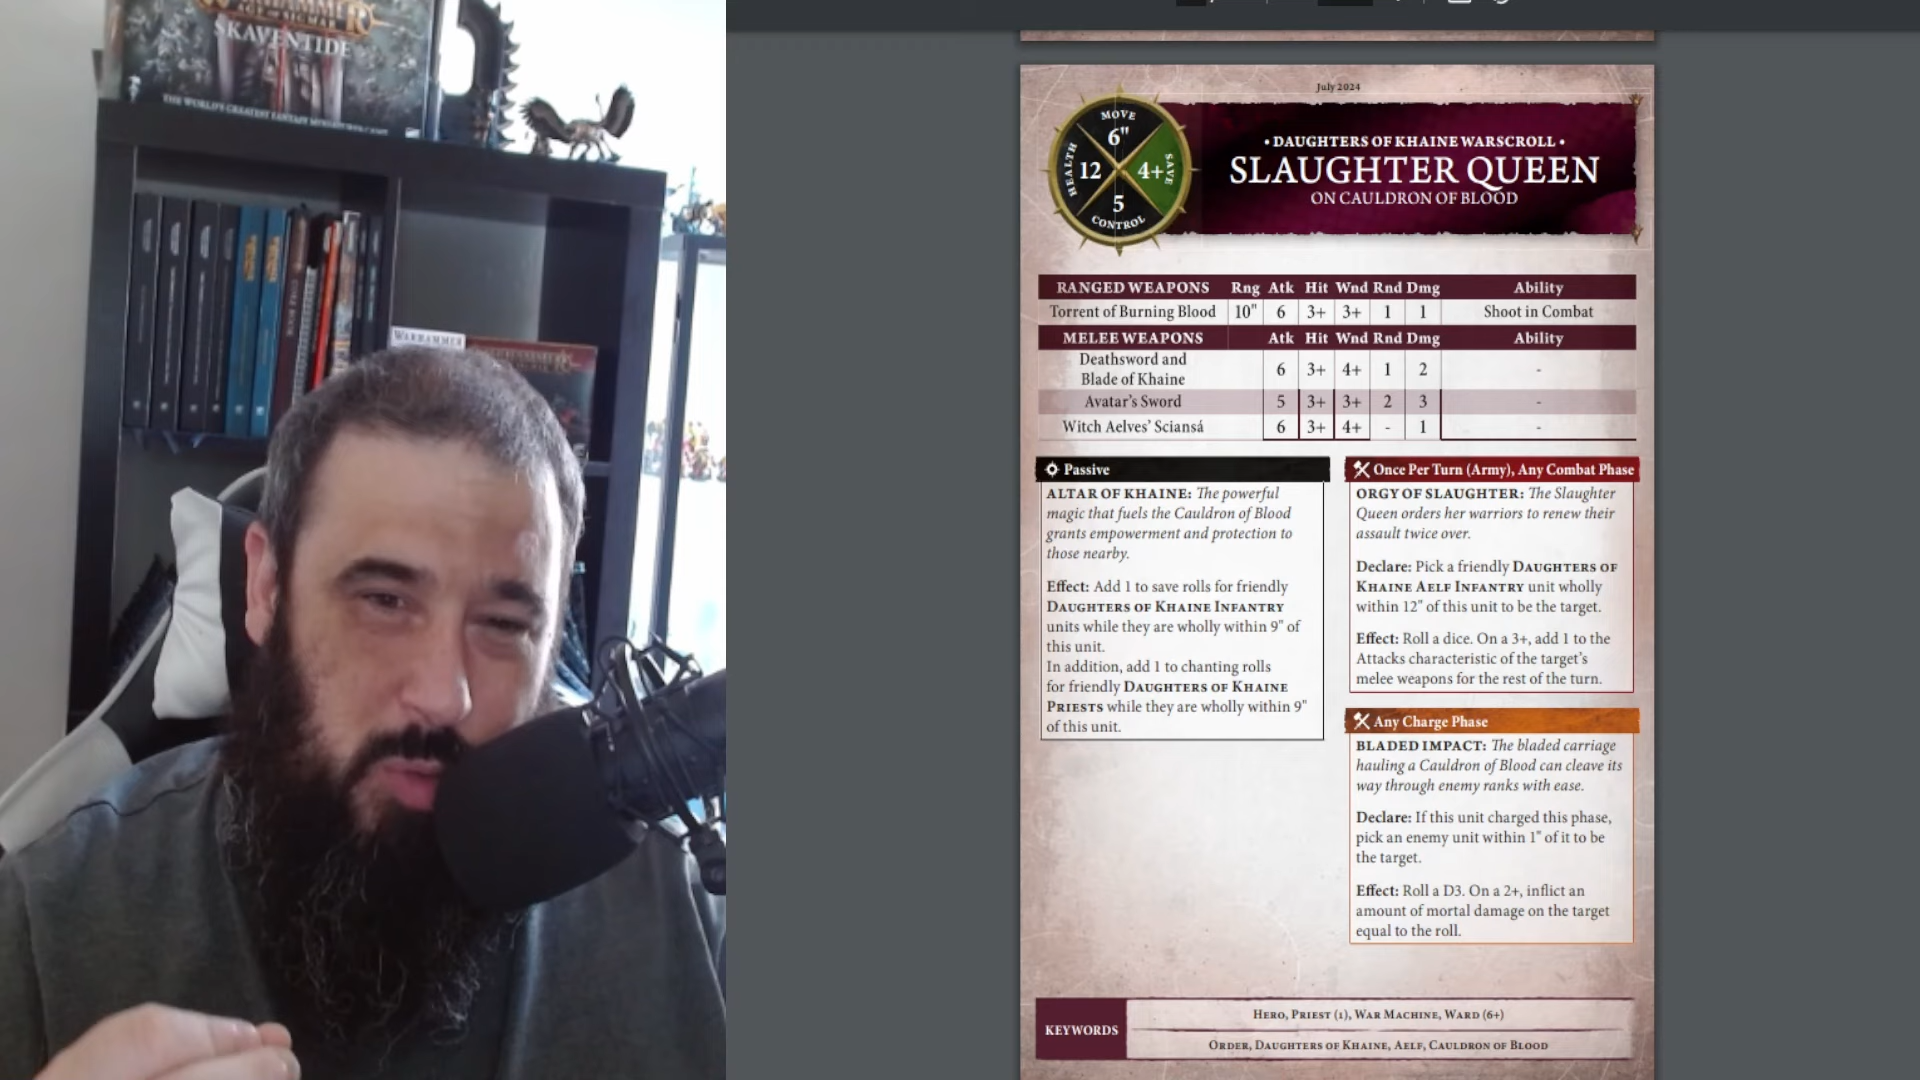 SKAVENTIDE
WARHAMMER
July 2024
MOVE
6"
HEALTH
12
4+
SAVE
5
CONTROL
• DAUGHTERS OF KHAINE WARSCROLL •
SLAUGHTER QUEEN
ON CAULDRON OF BLOOD
RANGED WEAPONS Rng Atk Hit Wnd Rnd Dmg Ability
Torrent of Burning Blood 10" 6 3+ 3+ 1 1 Shoot in Combat
MELEE WEAPONS Atk Hit Wnd Rnd Dmg Ability
Deathsword and
Blade of Khaine 6 3+ 4+ 1 2 -
Avatar's Sword 5 3+ 3+ 2 3 -
Witch Aelves' Sciansá 6 3+ 4+ - 1 -
Passive
ALTAR OF KHAINE: The powerful
magic that fuels the Cauldron of Blood
grants empowerment and protection to
those nearby.
Effect: Add 1 to save rolls for friendly
DAUGHTERS OF KHAINE INFANTRY
units while they are wholly within 9" of
this unit.
In addition, add 1 to chanting rolls
for friendly DAUGHTERS OF KHAINE
PRIESTS while they are wholly within 9"
of this unit.
Once Per Turn (Army), Any Combat Phase
ORGY OF SLAUGHTER: The Slaughter
Queen orders her warriors to renew their
assault twice over.
Declare: Pick a friendly DAUGHTERS OF
KHAINE AELF INFANTRY unit wholly
within 12" of this unit to be the target.
Effect: Roll a dice. On a 3+, add 1 to the
Attacks characteristic of the target's
melee weapons for the rest of the turn.
Any Charge Phase
BLADED IMPACT: The bladed carriage
hauling a Cauldron of Blood can cleave its
way through enemy ranks with ease.
Declare: If this unit charged this phase,
pick an enemy unit within 1" of it to be
the target.
Effect: Roll a D3. On a 2+, inflict an
amount of mortal damage on the target
equal to the roll.
KEYWORDS
HERO, PRIEST (1), WAR MACHINE, WARD (6+)
ORDER, DAUGHTERS OF KHAINE, AELF, CAULDRON OF BLOOD